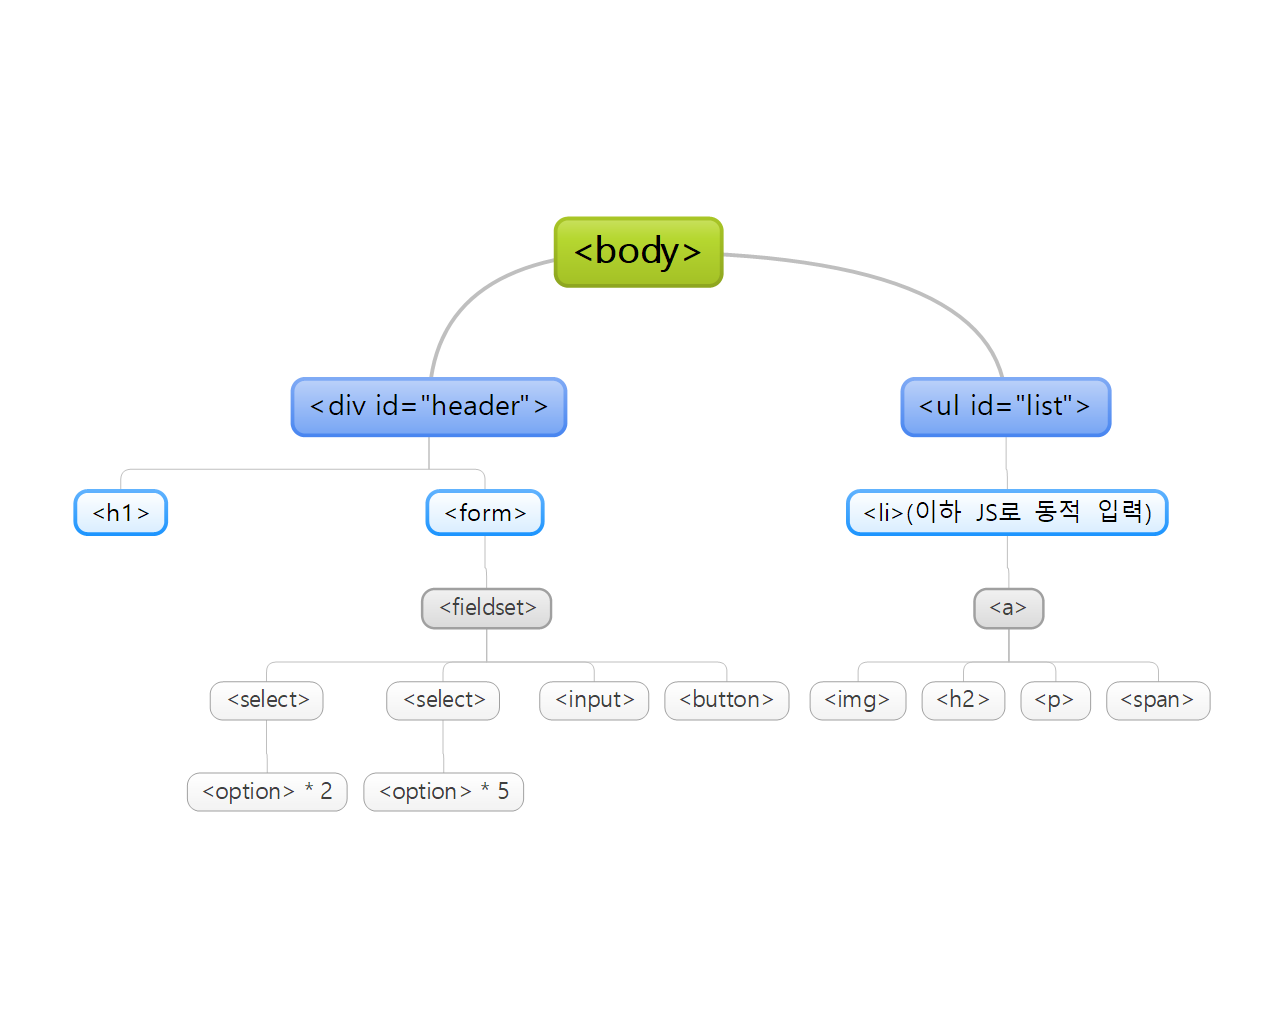 <body>
<div id="header">
<ul id="list">
<h1>
<form>
<li>(이하 JS로 동적 입력)
<fieldset>
<a>
<select>
<select>
<input>
<button>
<img>
<h2>
<p>
<span>
<option> * 2
<option> * 5